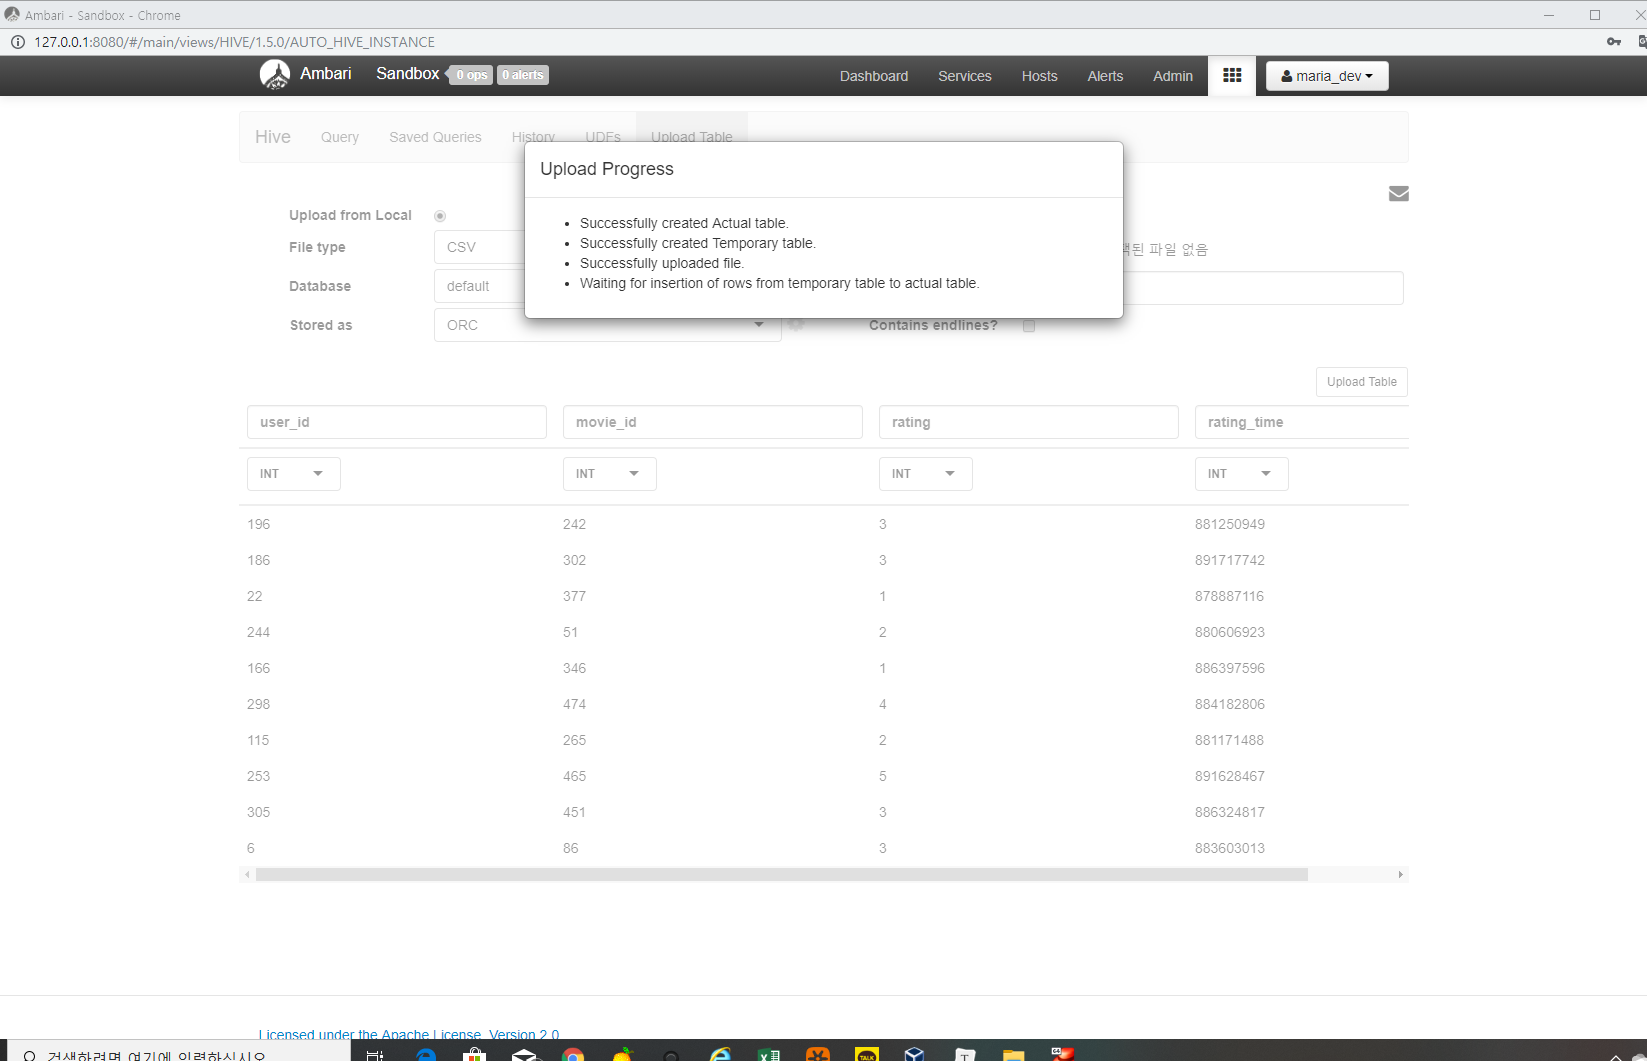 Ambari - Sandbox - Chrome
127.0.0.1:8080/#/main/views/HIVE/1.5.0/AUTO_HIVE_INSTANCE
Ambari Sandbox 0 ops 0 alerts Dashboard Services Hosts Alerts Admin maria_dev
Hive Query Saved Queries History UDFs Upload Table
Upload Progress
Successfully created Actual table.
Successfully created Temporary table.
Successfully uploaded file.
Waiting for insertion of rows from temporary table to actual table.
Upload from Local
File type CSV 파일 없음
Database default
Stored as ORC Contains endlines?
Upload Table
user_id movie_id rating rating_time
INT INT INT INT
196 242 3 881250949
186 302 3 891717742
22 377 1 878887116
244 51 2 880606923
166 346 1 886397596
298 474 4 884182806
115 265 2 881171488
253 465 5 891628467
305 451 3 886324817
6 86 3 883603013
Licensed under the Apache License, Version 2.0
검색하려면 여기에 입력하십시오
TALK
64